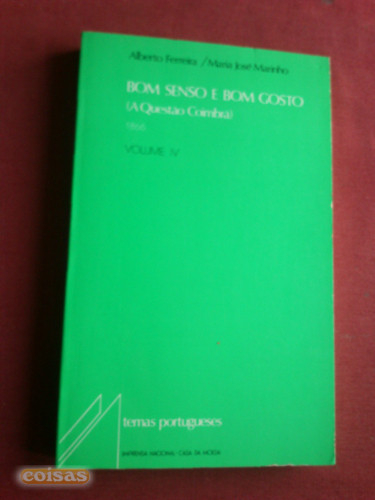 Alberto Ferreira / Maria José Marinho
BOM SENSO E BOM GOSTO
(A Questão Coimbrã)
1866
VOLUME IV
temas portugueses
IMPRENSA NACIONAL - CASA DA MOEDA
coisas